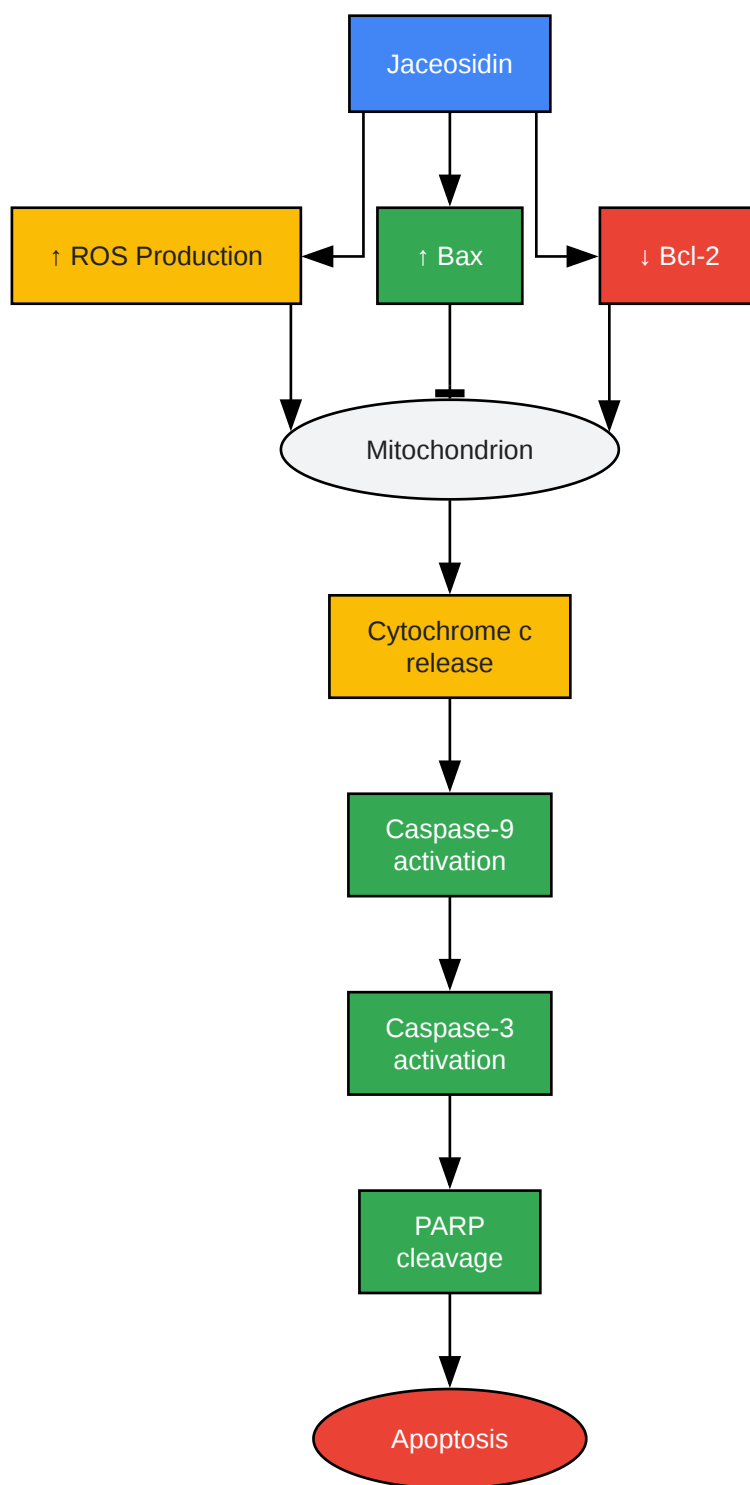 Jaceosidin
↑ ROS Production
↑ Bax
↓ Bcl-2
Mitochondrion
Cytochrome c
release
Caspase-9
activation
Caspase-3
activation
PARP
cleavage
Apoptosis